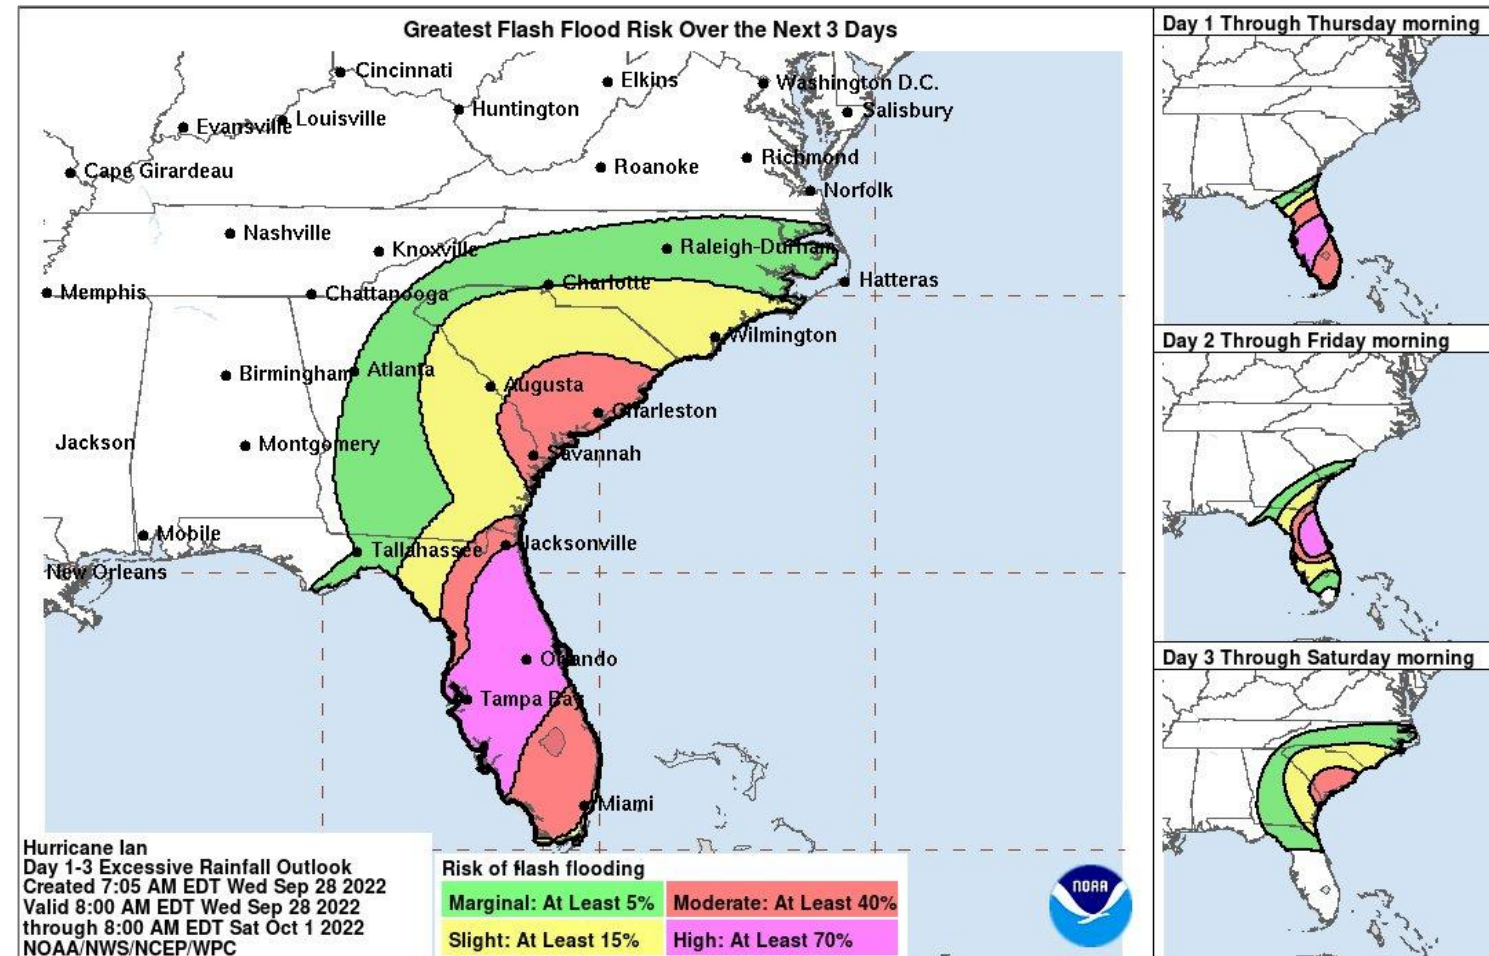 Greatest Flash Flood Risk Over the Next 3 Days
Cincinnati
Elkins
Washington D.C.
Huntington
Salisbury
Evansville
Louisville
Richmond
Cape Girardeau
Roanoke
Norfolk
Nashville
Knoxville
Raleigh-Durham
Memphis
Chattanooga
Charlotte
Hatteras
Wilmington
Birmingham
Atlanta
Augusta
Charleston
Jackson
Montgomery
Savannah
Mobile
Tallahassee
Jacksonville
New Orleans
Orlando
Tampa Bay
Miami
Hurricane Ian
Day 1-3 Excessive Rainfall Outlook
Created 7:05 AM EDT Wed Sep 28 2022
Valid 8:00 AM EDT Wed Sep 28 2022
through 8:00 AM EDT Sat Oct 1 2022
NOAA/NWS/NCEP/WPC
Risk of flash flooding
Marginal: At Least 5%
Moderate: At Least 40%
Slight: At Least 15%
High: At Least 70%
NOAA
Day 1 Through Thursday morning
Day 2 Through Friday morning
Day 3 Through Saturday morning